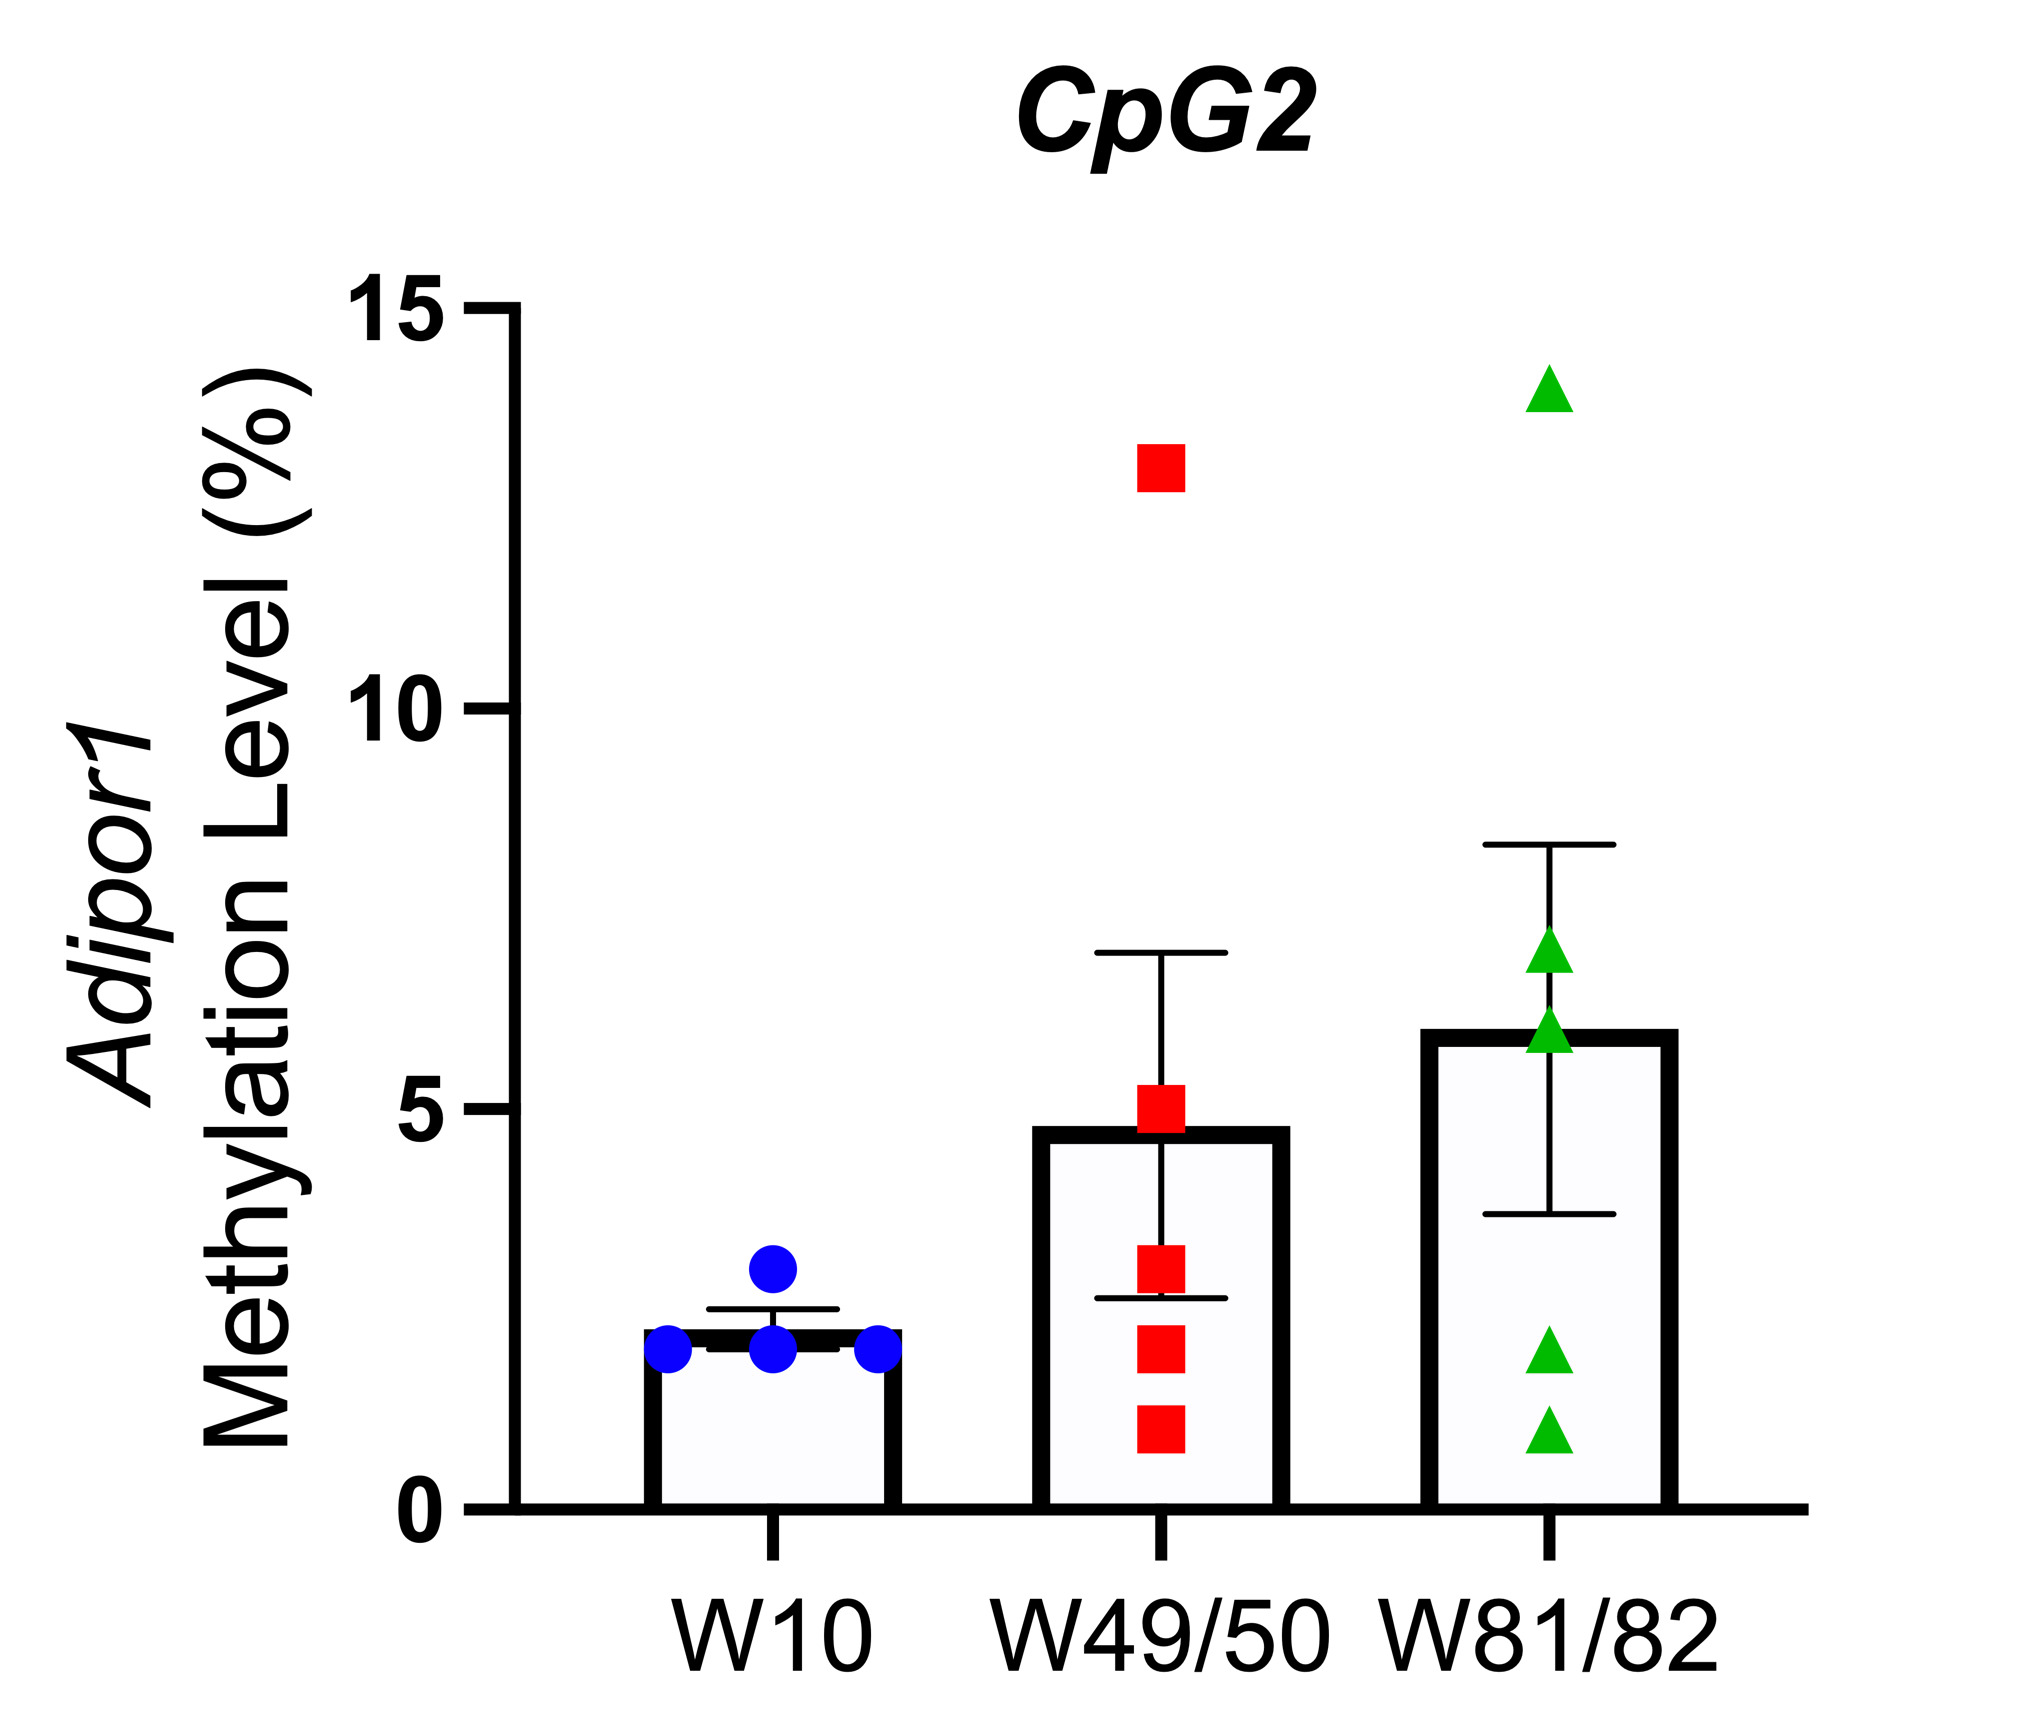 CpG2
Adipor1
Methylation Level (%)
15
10
5
0
W10
W49/50
W81/82